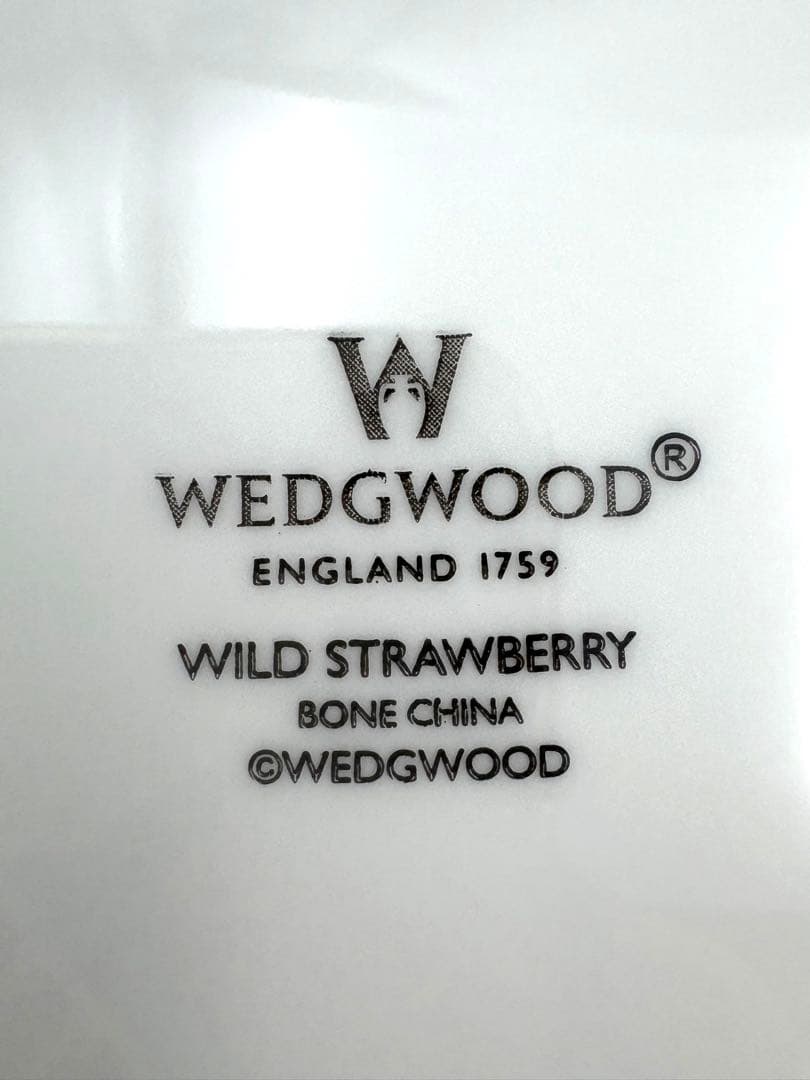 W
WEDGWOOD®
ENGLAND 1759
WILD STRAWBERRY
BONE CHINA
©WEDGWOOD